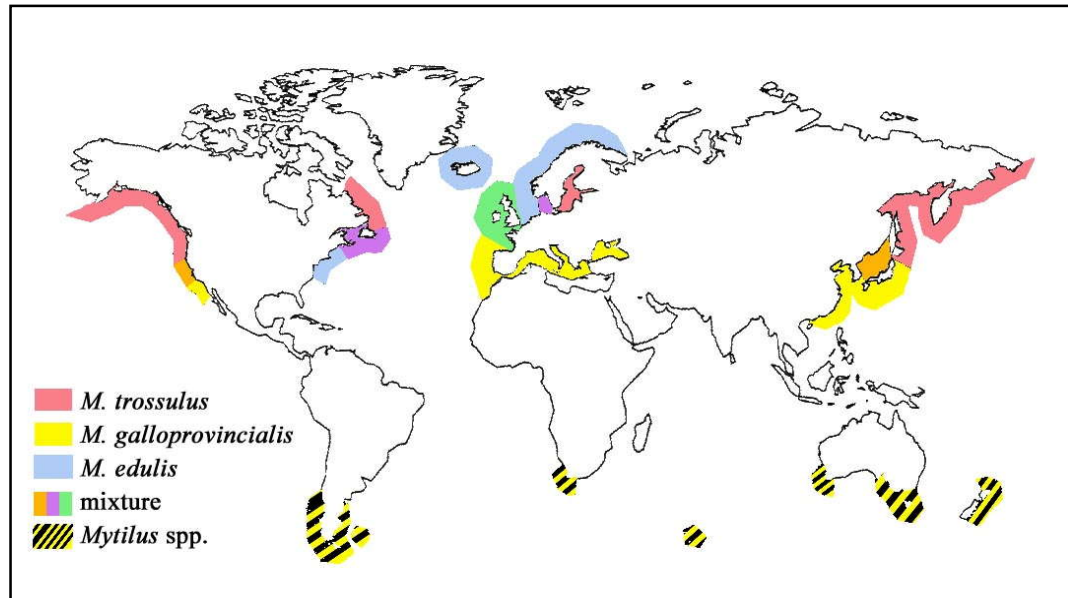 M. trossulus
M. galloprovincialis
M. edulis
mixture
Mytilus spp.